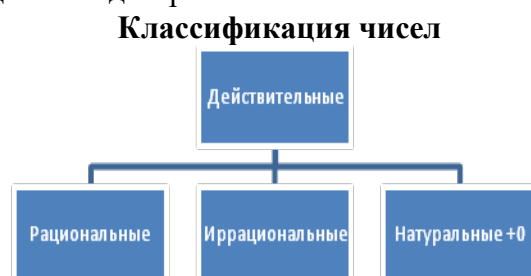 Классификация чисел
Действительные
Рациональные
Иррациональные
Натуральные +0